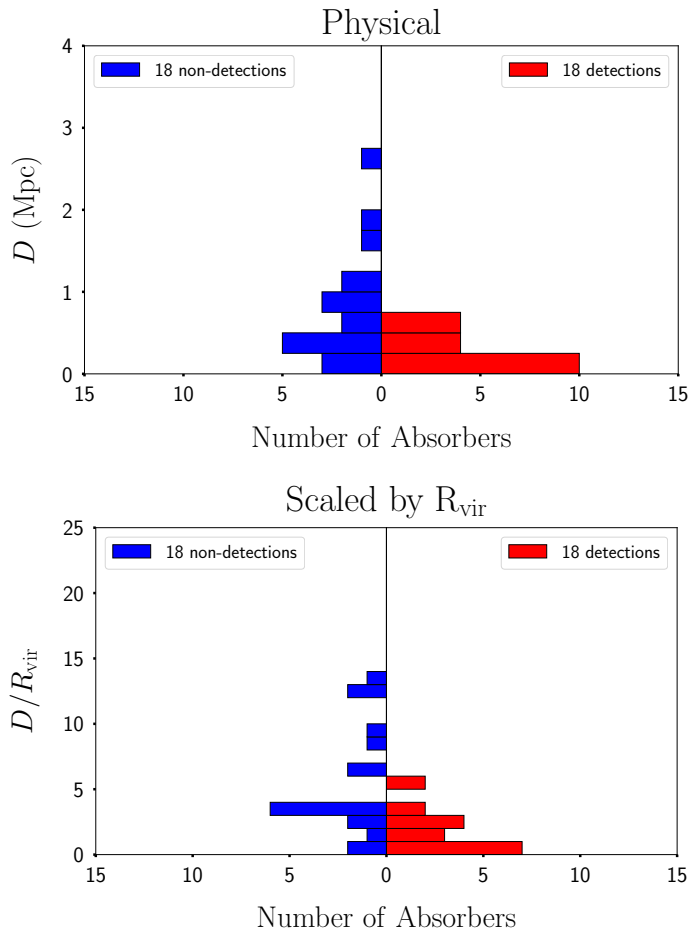 Physical
4
18 non-detections
18 detections
3
D (Mpc)
2
1
0
15 10 5 0 5 10 15
Number of Absorbers
Scaled by Rvir
25
18 non-detections
18 detections
20
15
D/Rvir
10
5
0
15 10 5 0 5 10 15
Number of Absorbers